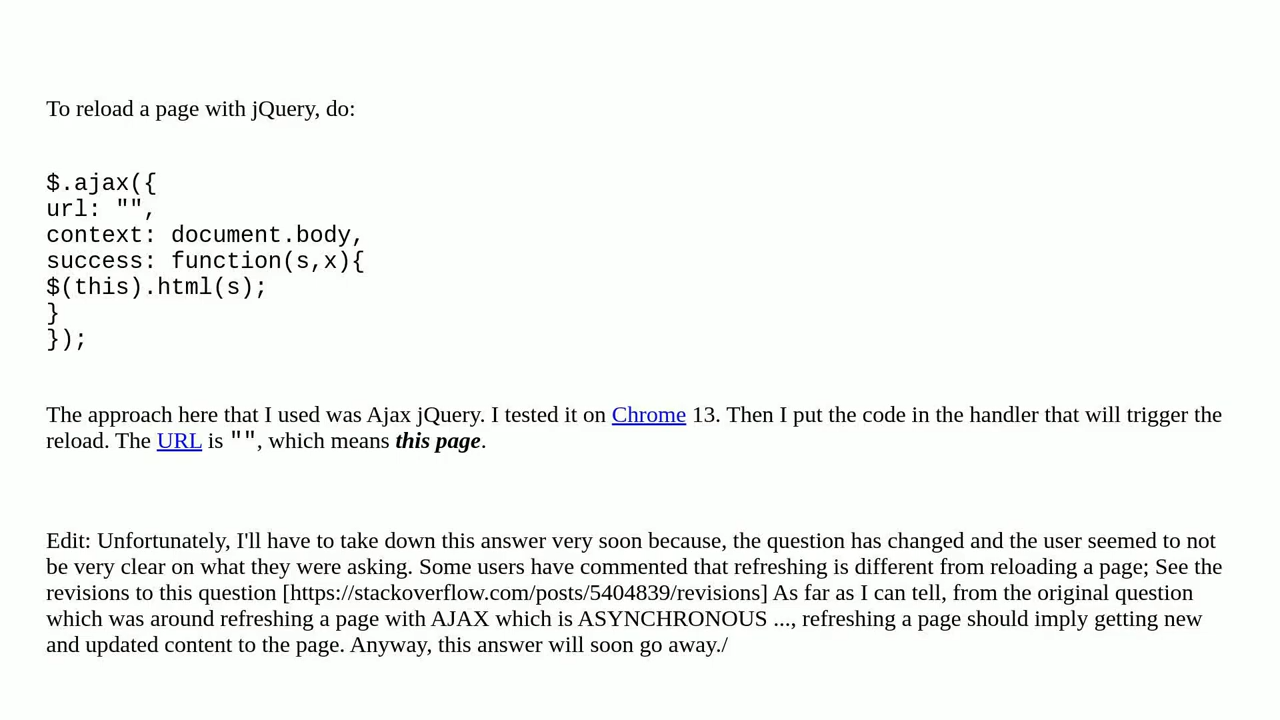 To reload a page with jQuery, do:
$.ajax({
url: "",
context: document.body,
success: function(s,x){
$(this).html(s);
}
});
The approach here that I used was Ajax jQuery. I tested it on Chrome 13. Then I put the code in the handler that will trigger the
reload. The URL is "", which means this page.
Edit: Unfortunately, I'll have to take down this answer very soon because, the question has changed and the user seemed to not
be very clear on what they were asking. Some users have commented that refreshing is different from reloading a page; See the
revisions to this question [https://stackoverflow.com/posts/5404839/revisions] As far as I can tell, from the original question
which was around refreshing a page with AJAX which is ASYNCHRONOUS ..., refreshing a page should imply getting new
and updated content to the page. Anyway, this answer will soon go away./